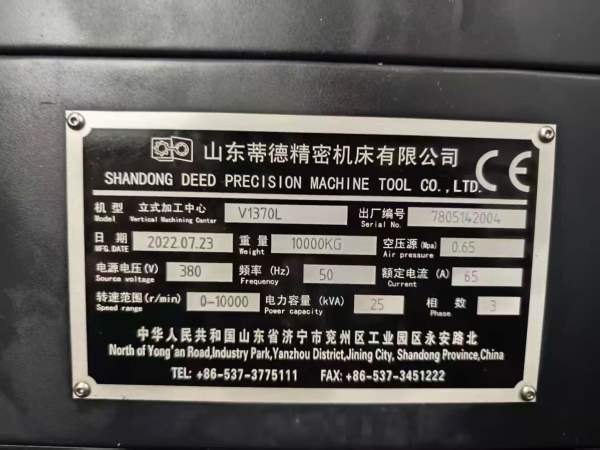 山东蒂德精密机床有限公司
SHANDONG DEED PRECISION MACHINE TOOL CO.,LTD.
CE
机型 立式加工中心 V1370L 出厂编号 7805142004
Model Vertical Machining Center Serial No.
日期 2022.07.23 重量 10000KG 空压源(Mpa) 0.65
MFG.DATE Weight Air pressure
电源电压(V) 380 频率(Hz) 50 额定电流(A) 65
Source voltage Frequency Current
转速范围(r/min) 0-10000 电力容量(kVA) 25 相数 3
Speed range Power capacity Phase
中华人民共和国山东省济宁市兖州区工业园区永安路北
North of Yong'an Road,Industry Park,Yanzhou District,Jining City, Shandong Province,China
TEL: +86-537-3775111 FAX: +86-537-3451222